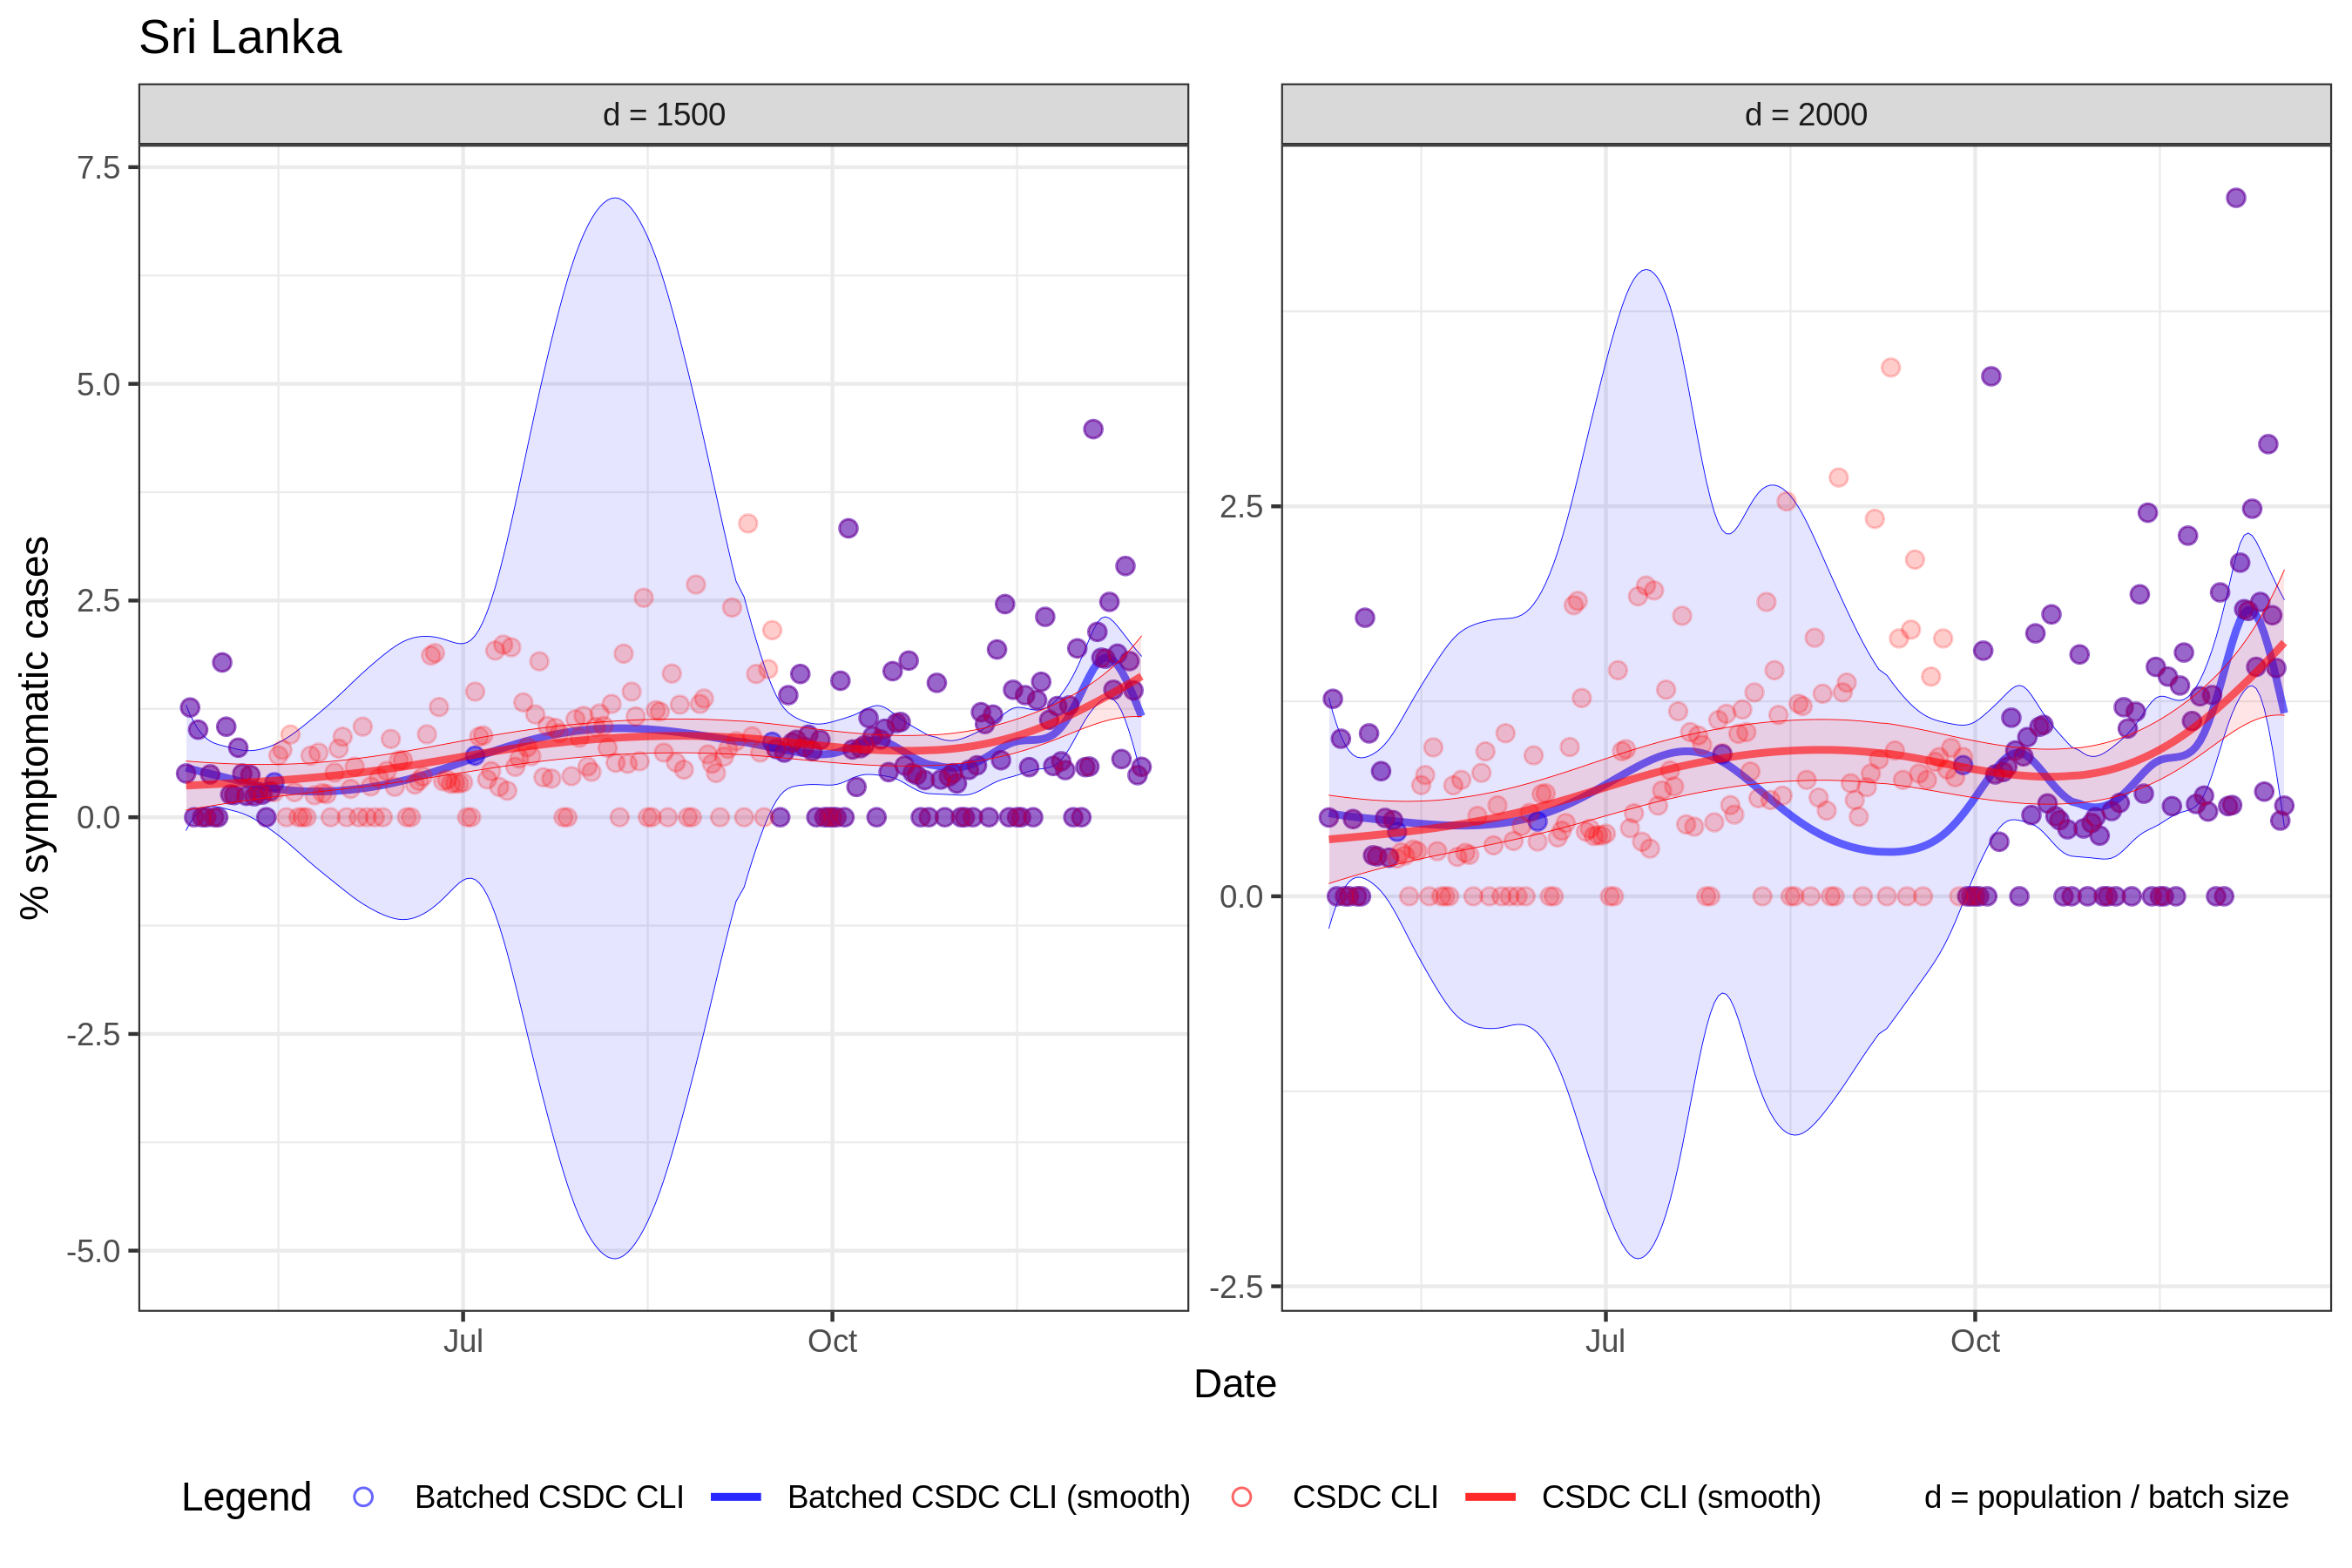 Sri Lanka
d = 1500
d = 2000
% symptomatic cases
7.5
5.0
2.5
0.0
-2.5
-5.0
2.5
0.0
-2.5
Jul
Oct
Jul
Oct
Date
Legend
Batched CSDC CLI
Batched CSDC CLI (smooth)
CSDC CLI
CSDC CLI (smooth)
d = population / batch size